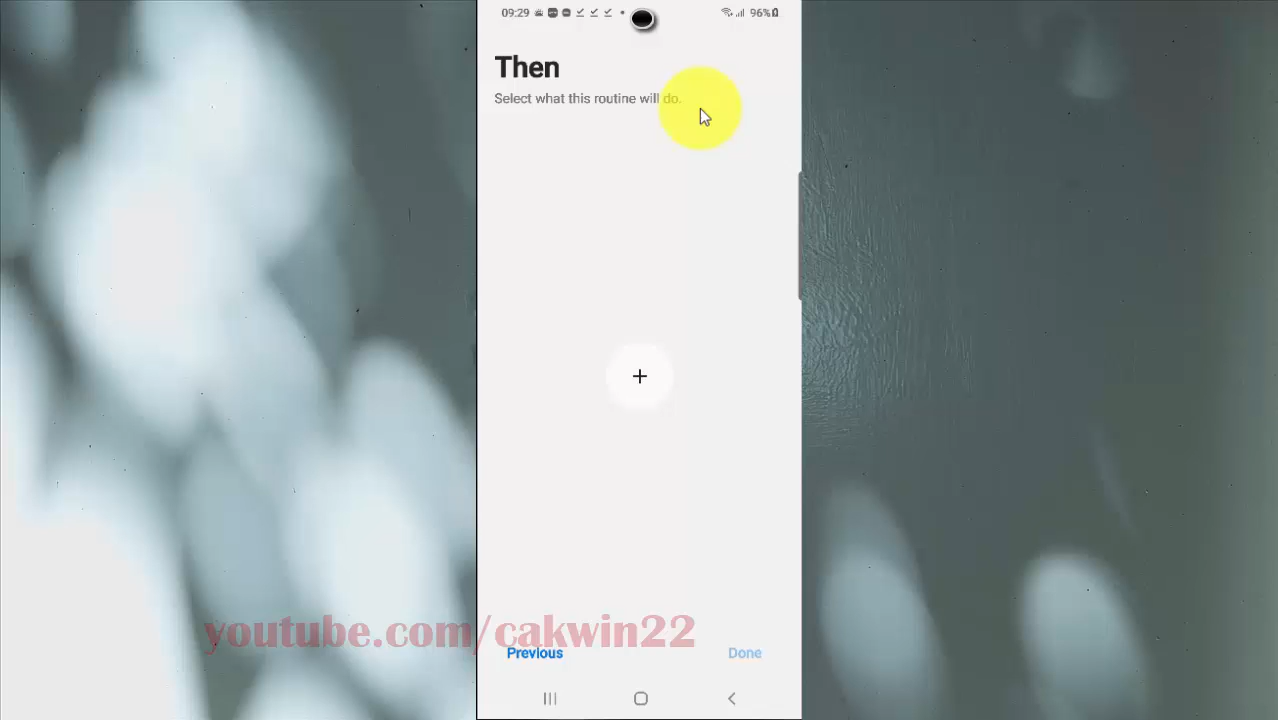 09:29
96%
Then
Select what this routine will do.
+
youtube.com/cakwin22
Previous
Done